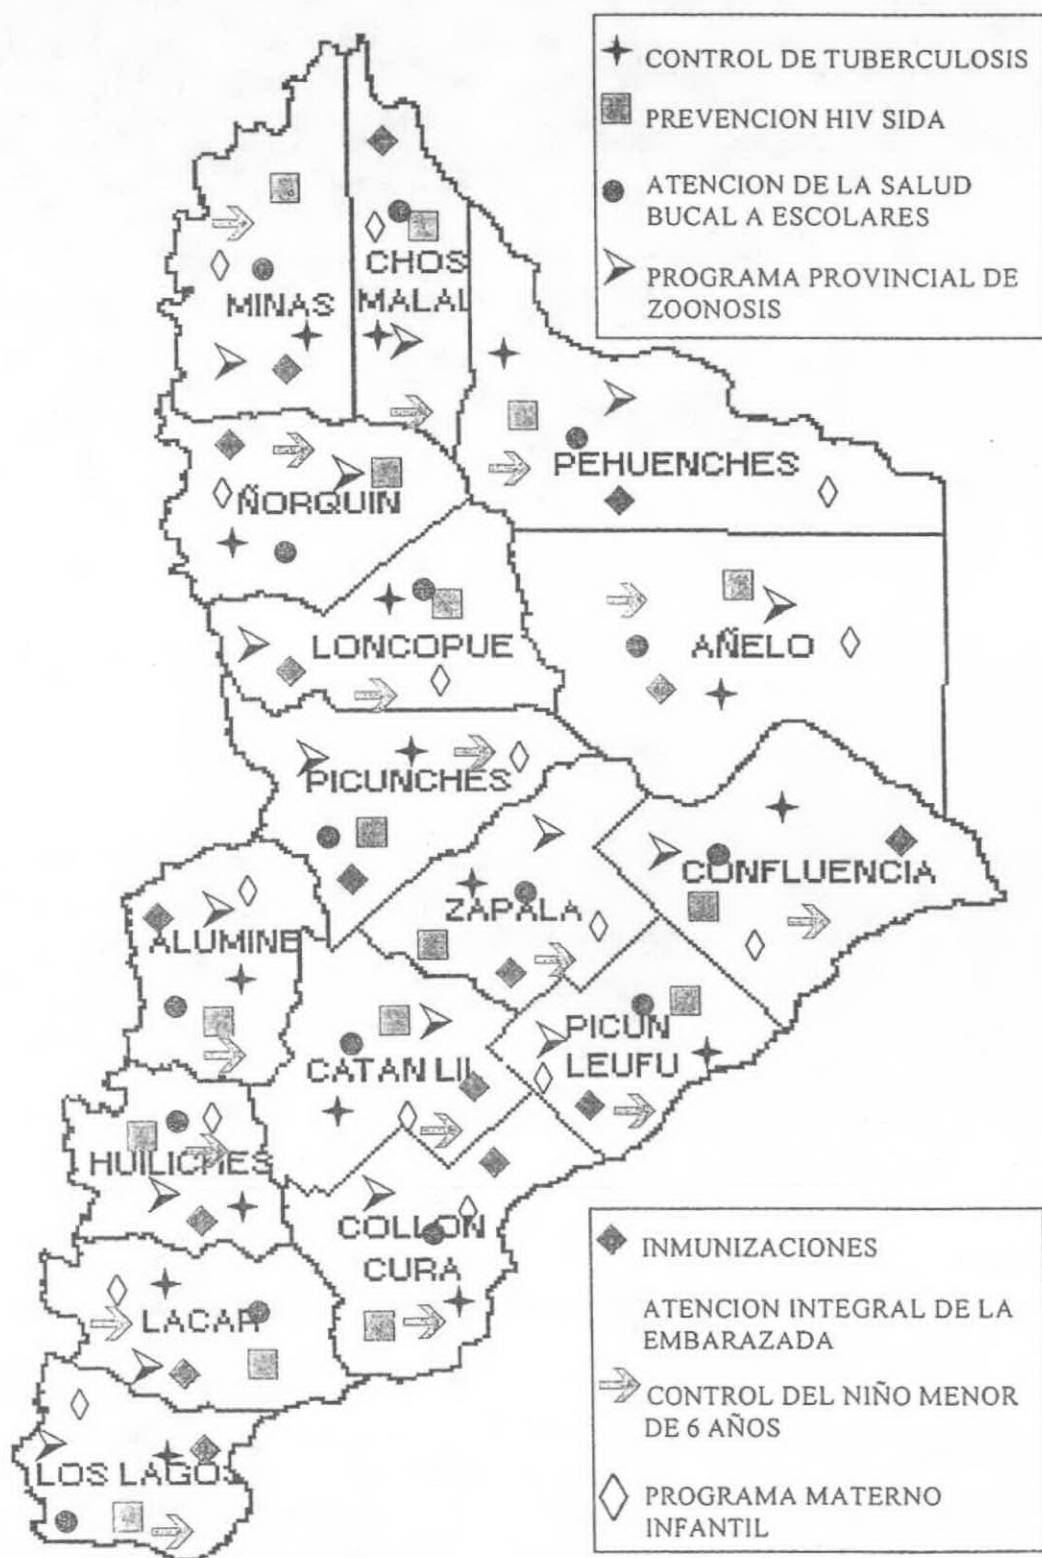 CONTROL DE TUBERCULOSIS
PREVENCION HIV SIDA
ATENCION DE LA SALUD
BUCAL A ESCOLARES
PROGRAMA PROVINCIAL DE
ZOONOSIS
CHOS
MALAL
MINAS
PEHUENCHES
ÑORQUIN
LONCOPUE
AÑELO
PICUNCHES
CONFLUENCIA
ZAPALA
ALUMINE
PICUN
LEUFU
CATAN LIL
HUILICHES
COLLON
CURA
LACAR
LOS LAGOS
INMUNIZACIONES
ATENCION INTEGRAL DE LA
EMBARAZADA
CONTROL DEL NIÑO MENOR
DE 6 AÑOS
PROGRAMA MATERNO
INFANTIL